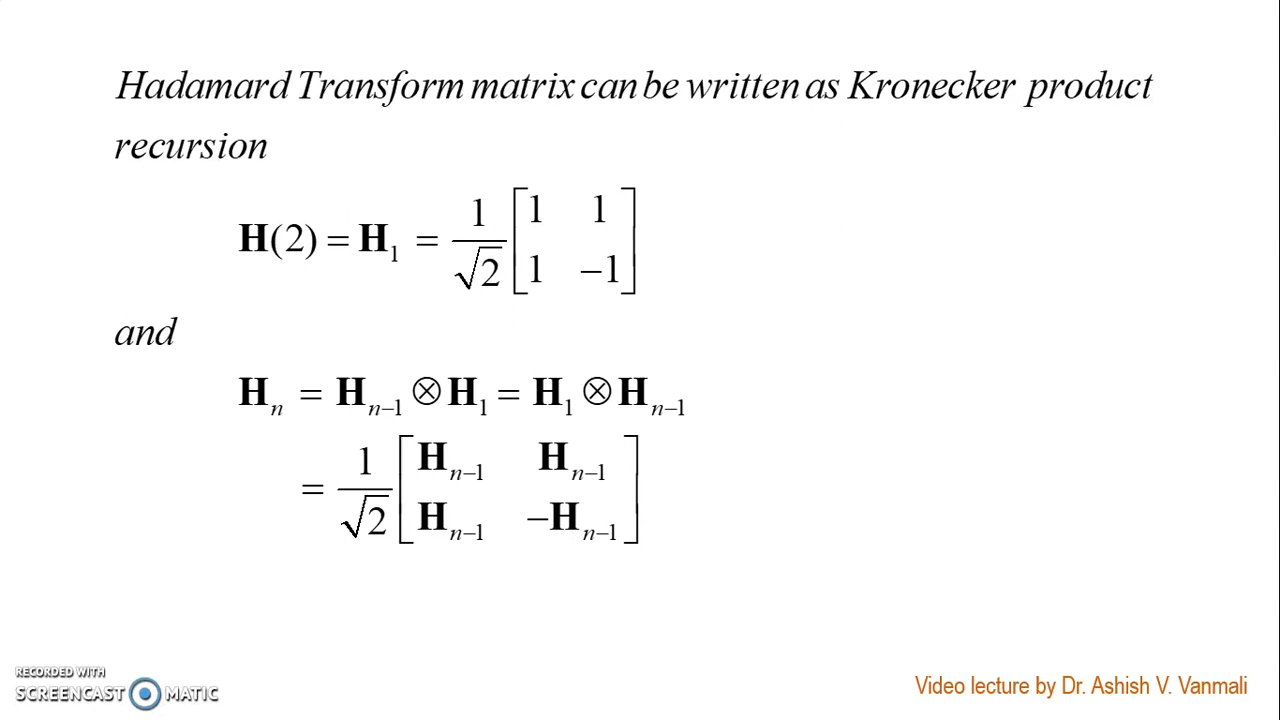 Hadamard Transform matrix can be written as Kronecker product
recursion
H(2) = H₁ = 1/√2 [1 1; 1 −1]
and
Hₙ = Hₙ₋₁ ⊗ H₁ = H₁ ⊗ Hₙ₋₁
= 1/√2 [Hₙ₋₁ Hₙ₋₁; Hₙ₋₁ −Hₙ₋₁]
RECORDED WITH
SCREENCAST MATIC
Video lecture by Dr. Ashish V. Vanmali